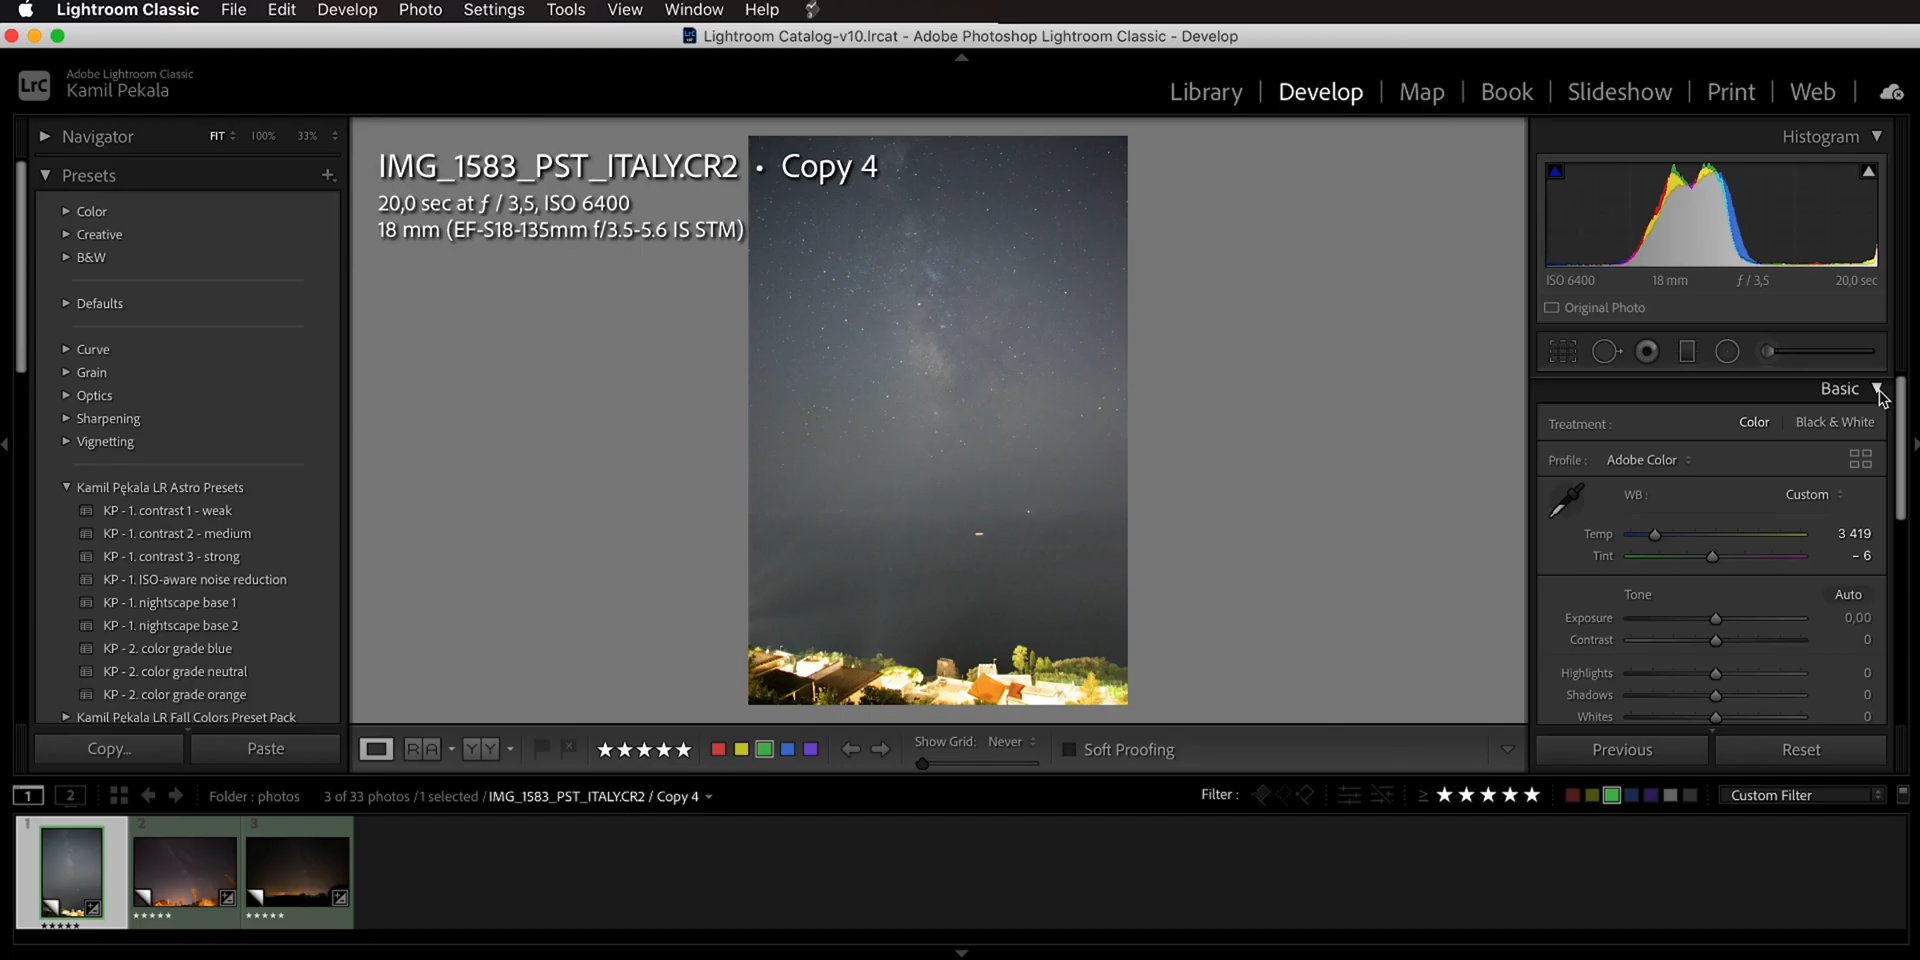 Lightroom Classic File Edit Develop Photo Settings Tools View Window Help
Lightroom Catalog-v10.lrcat - Adobe Photoshop Lightroom Classic - Develop
LrC
Adobe Lightroom Classic
Kamil Pekala
Library | Develop | Map | Book | Slideshow | Print | Web |
Navigator FIT 100% 33%
Presets +
Color
Creative
B&W
Defaults
Curve
Grain
Optics
Sharpening
Vignetting
Kamil Pękala LR Astro Presets
KP - 1. contrast 1 - weak
KP - 1. contrast 2 - medium
KP - 1. contrast 3 - strong
KP - 1. ISO-aware noise reduction
KP - 1. nightscape base 1
KP - 1. nightscape base 2
KP - 2. color grade blue
KP - 2. color grade neutral
KP - 2. color grade orange
Kamil Pękala LR Fall Colors Preset Pack
Copy... Paste
IMG_1583_PST_ITALY.CR2 • Copy 4
20,0 sec at ƒ / 3,5, ISO 6400
18 mm (EF-S18-135mm f/3.5-5.6 IS STM)
Histogram
ISO 6400 18 mm ƒ / 3,5 20,0 sec
Original Photo
Basic
Treatment : Color | Black & White
Profile : Adobe Color
WB : Custom
Temp 3 419
Tint - 6
Tone Auto
Exposure 0,00
Contrast 0
Highlights 0
Shadows 0
Whites 0
Previous Reset
R A Y Y ★★★★★ Show Grid: Never Soft Proofing
1 2 Folder : photos 3 of 33 photos /1 selected / IMG_1583_PST_ITALY.CR2 / Copy 4 Filter : ≥ ★★★★★ Custom Filter
1 2 3
★★★★★ ★★★★★ ★★★★★